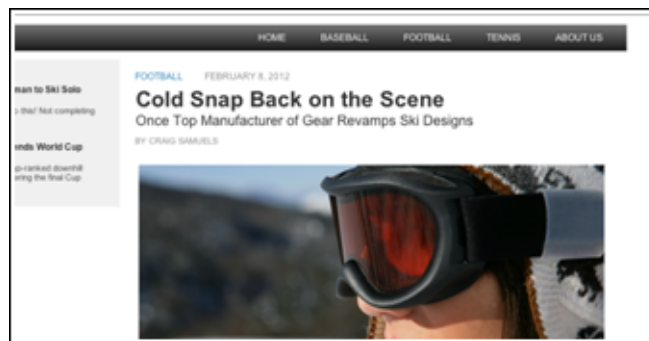 HOME BASEBALL FOOTBALL TENNIS ABOUT US
man to Ski Solo
this! Not completing
nds World Cup
p-ranked downhill
ering the final Cup
FOOTBALL FEBRUARY 8, 2012
Cold Snap Back on the Scene
Once Top Manufacturer of Gear Revamps Ski Designs
BY CRAIG SAMUELS